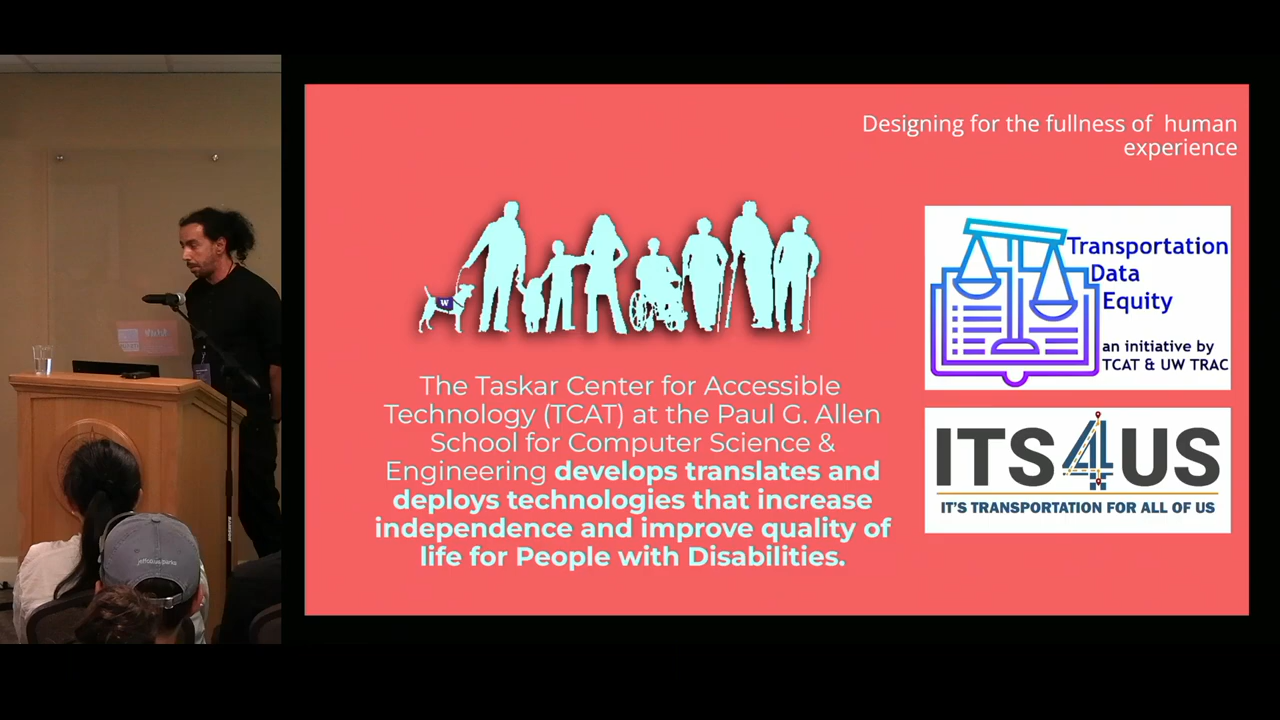 Designing for the fullness of human
experience
W
Transportation
Data
Equity
an initiative by
TCAT & UW TRAC
The Taskar Center for Accessible
Technology (TCAT) at the Paul G. Allen
School for Computer Science &
Engineering develops translates and
deploys technologies that increase
independence and improve quality of
life for People with Disabilities.
ITS4US
IT'S TRANSPORTATION FOR ALL OF US